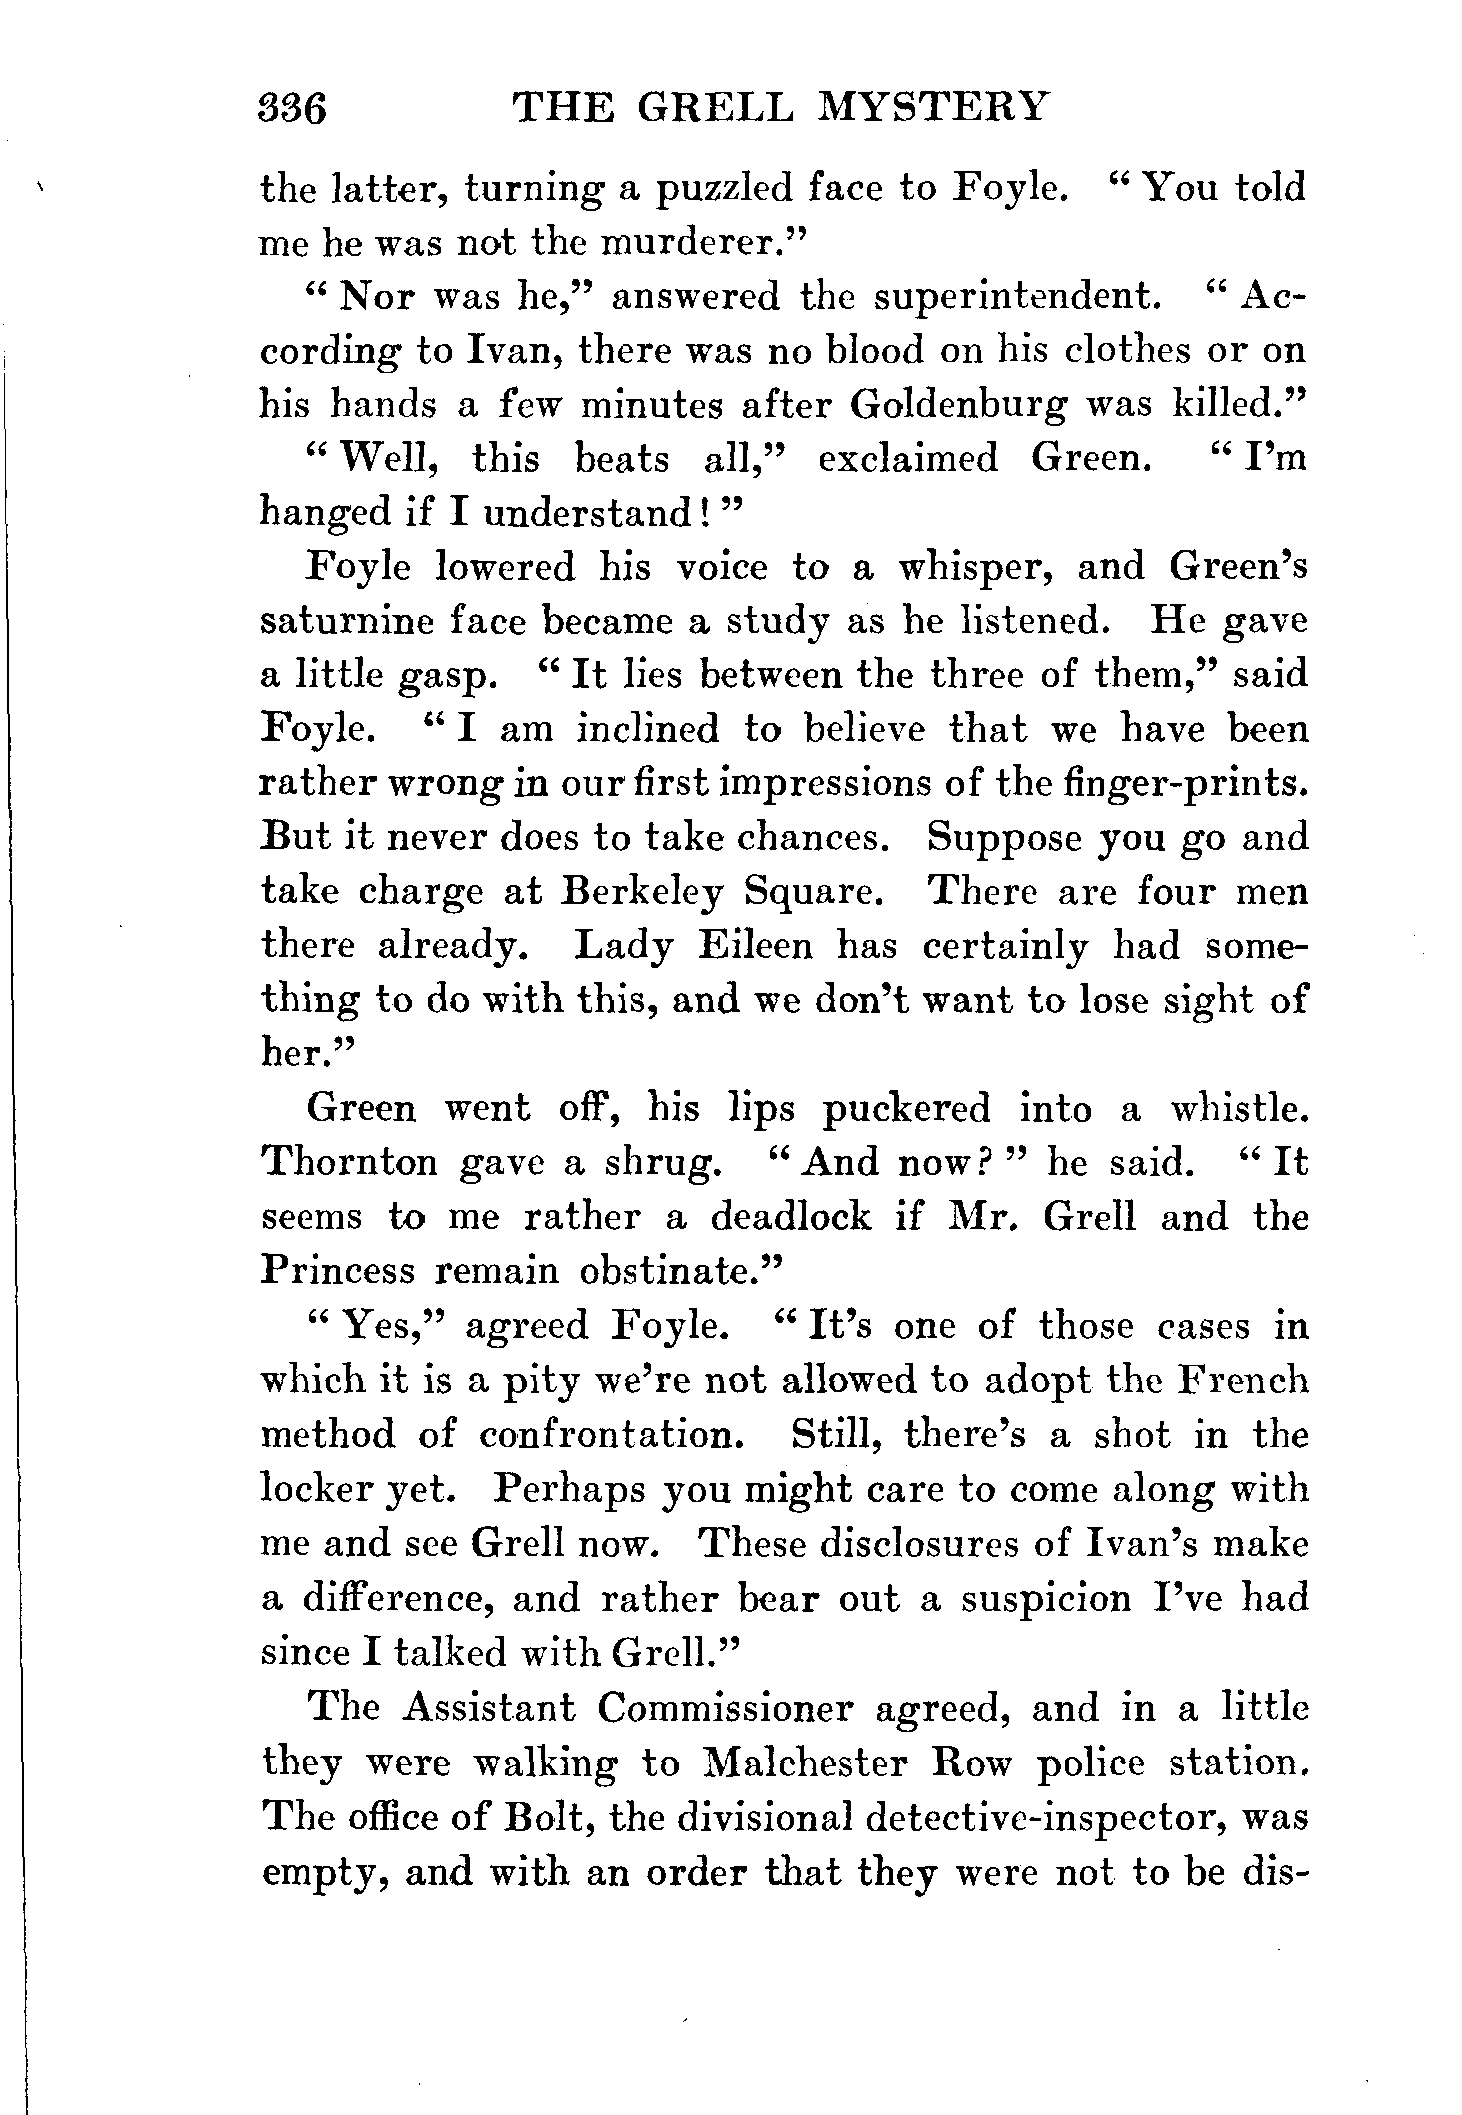 336 THE GRELL MYSTERY
the latter, turning a puzzled face to Foyle. “ You told
me he was not the murderer.”
“ Nor was he,” answered the superintendent. “ Ac-
cording to Ivan, there was no blood on his clothes or on
his hands a few minutes after Goldenburg was killed.”
“ Well, this beats all,” exclaimed Green. “ I’m
hanged if I understand! ”
Foyle lowered his voice to a whisper, and Green’s
saturnine face became a study as he listened. He gave
a little gasp. “ It lies between the three of them,” said
Foyle. “ I am inclined to believe that we have been
rather wrong in our first impressions of the finger-prints.
But it never does to take chances. Suppose you go and
take charge at Berkeley Square. There are four men
there already. Lady Eileen has certainly had some-
thing to do with this, and we don’t want to lose sight of
her.”
Green went off, his lips puckered into a whistle.
Thornton gave a shrug. “ And now? ” he said. “ It
seems to me rather a deadlock if Mr. Grell and the
Princess remain obstinate.”
“ Yes,” agreed Foyle. “ It’s one of those cases in
which it is a pity we’re not allowed to adopt the French
method of confrontation. Still, there’s a shot in the
locker yet. Perhaps you might care to come along with
me and see Grell now. These disclosures of Ivan’s make
a difference, and rather bear out a suspicion I’ve had
since I talked with Grell.”
The Assistant Commissioner agreed, and in a little
they were walking to Malchester Row police station.
The office of Bolt, the divisional detective-inspector, was
empty, and with an order that they were not to be dis-